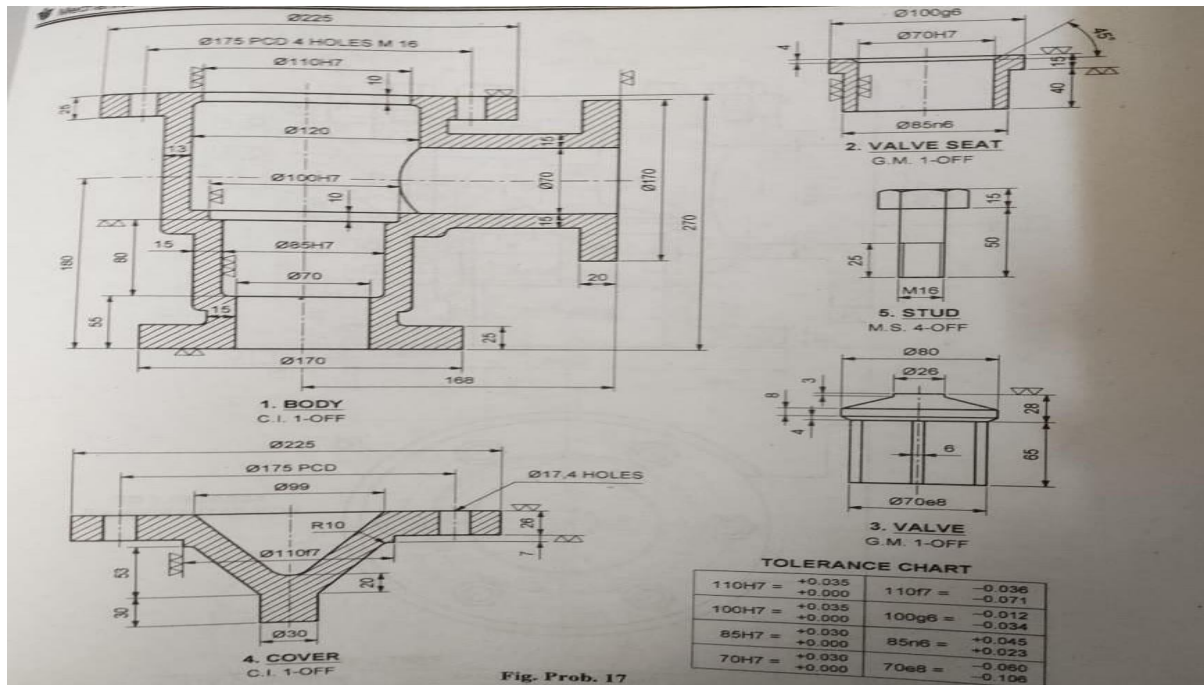 Ø225
Ø175 PCD 4 HOLES M 16
Ø110H7
10
25
Ø120
13
15
Ø100H7
10
Ø70
Ø170
270
180
80
15
Ø85H7
15
Ø70
20
15
55
25
Ø170
168
1. BODY
C.I. 1-OFF
Ø100g6
Ø70H7
45°
4
15
40
Ø85n6
2. VALVE SEAT
G.M. 1-OFF
15
50
25
M16
5. STUD
M.S. 4-OFF
Ø80
Ø26
3
8
4
28
6
65
Ø70e8
3. VALVE
G.M. 1-OFF
Ø225
Ø175 PCD
Ø17,4 HOLES
Ø99
R10
28
Ø110f7
7
53
20
30
Ø30
4. COVER
C.I. 1-OFF
Fig. Prob. 17
TOLERANCE CHART
110H7 = +0.035 +0.000 110f7 = −0.036 −0.071
100H7 = +0.035 +0.000 100g6 = −0.012 −0.034
85H7 = +0.030 +0.000 85n6 = +0.045 +0.023
70H7 = +0.030 +0.000 70e8 = −0.060 −0.106